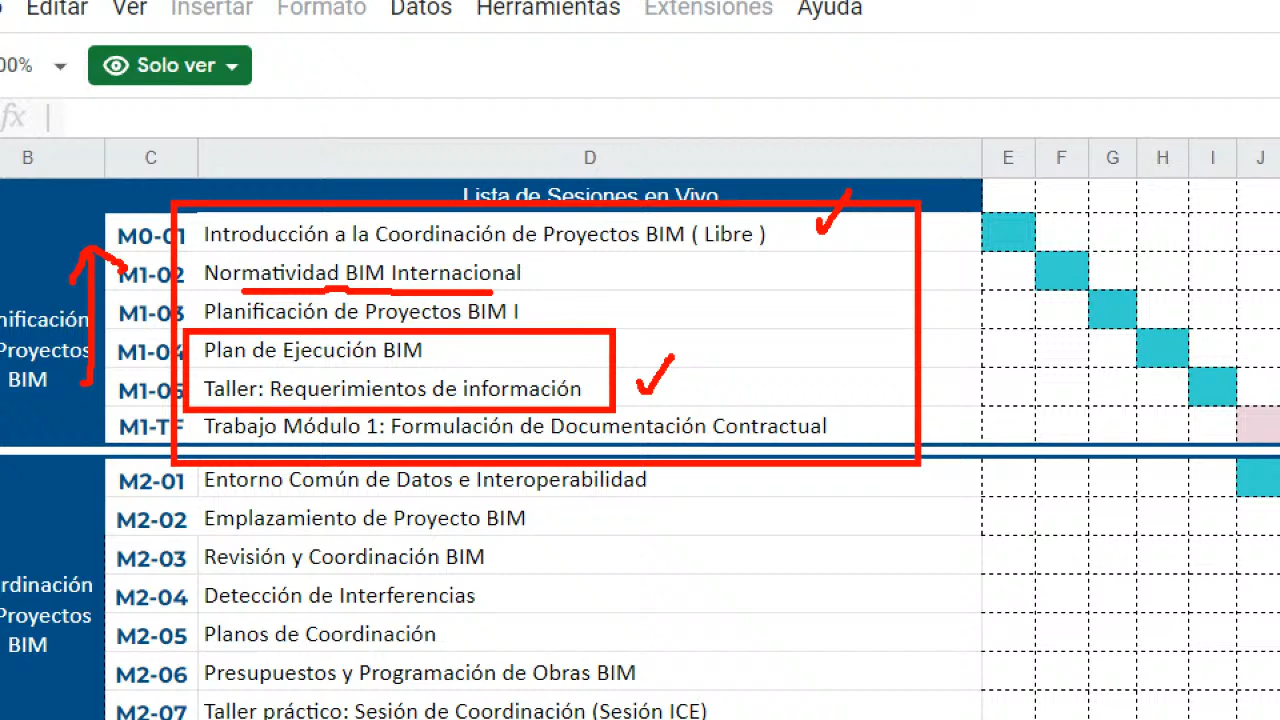 Editar Ver Insertar Formato Datos Herramientas Extensiones Ayuda
00% Solo ver
fx
B C D E F G H I J
Lista de Sesiones en Vivo
M0-01 Introducción a la Coordinación de Proyectos BIM ( Libre )
M1-02 Normatividad BIM Internacional
M1-03 Planificación de Proyectos BIM I
M1-04 Plan de Ejecución BIM
M1-05 Taller: Requerimientos de información
M1-TF Trabajo Módulo 1: Formulación de Documentación Contractual
nificación
Proyectos
BIM
M2-01 Entorno Común de Datos e Interoperabilidad
M2-02 Emplazamiento de Proyecto BIM
M2-03 Revisión y Coordinación BIM
M2-04 Detección de Interferencias
M2-05 Planos de Coordinación
M2-06 Presupuestos y Programación de Obras BIM
M2-07 Taller práctico: Sesión de Coordinación (Sesión ICE)
rdinación
Proyectos
BIM